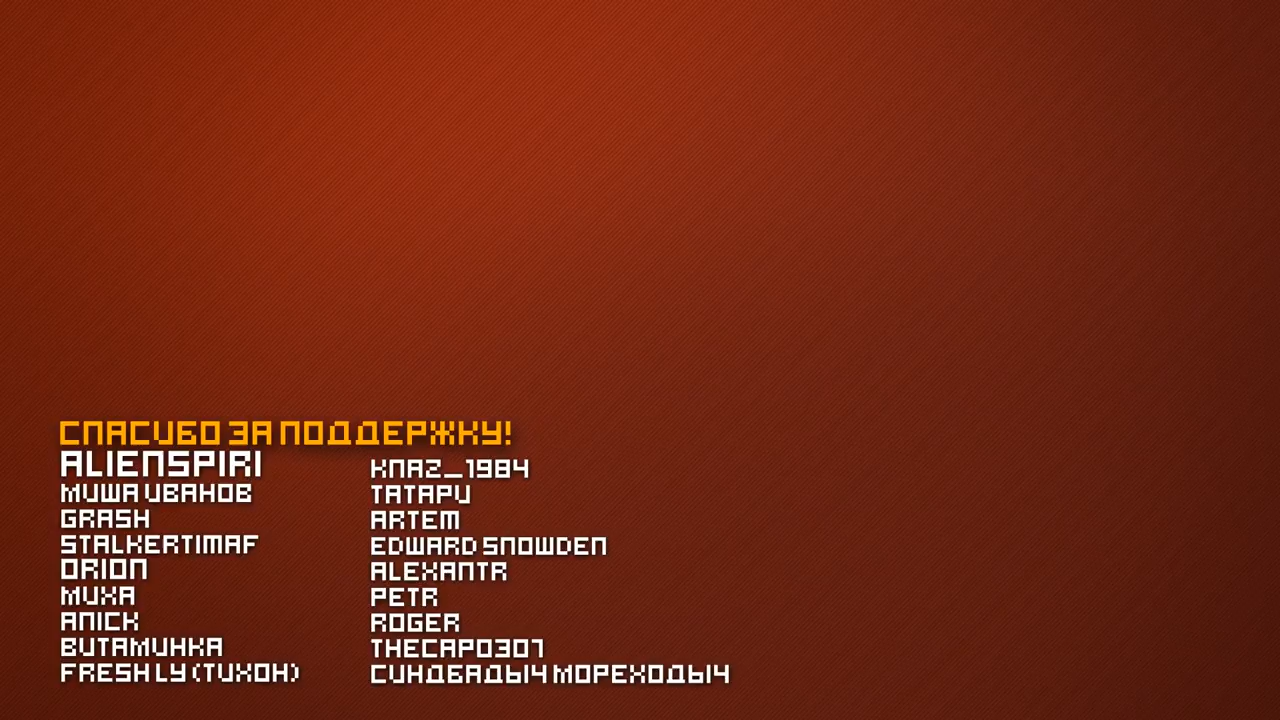 СПАСИБО ЗА ПОДДЕРЖКУ!
ALIENSPIRI
МИША ИВАНОВ
GRASH
STALKERTIMAF
ORION
МИХА
ANICK
ВИТАМИНКА
FRESH LY (ТИХОН)
KNAZ_1984
ТАТАРИ
ARTEM
EDWARD SNOWDEN
ALEXANTR
PETR
ROGER
THECAPO307
СИНДБАДЫЧ МОРЕХОДЫЧ